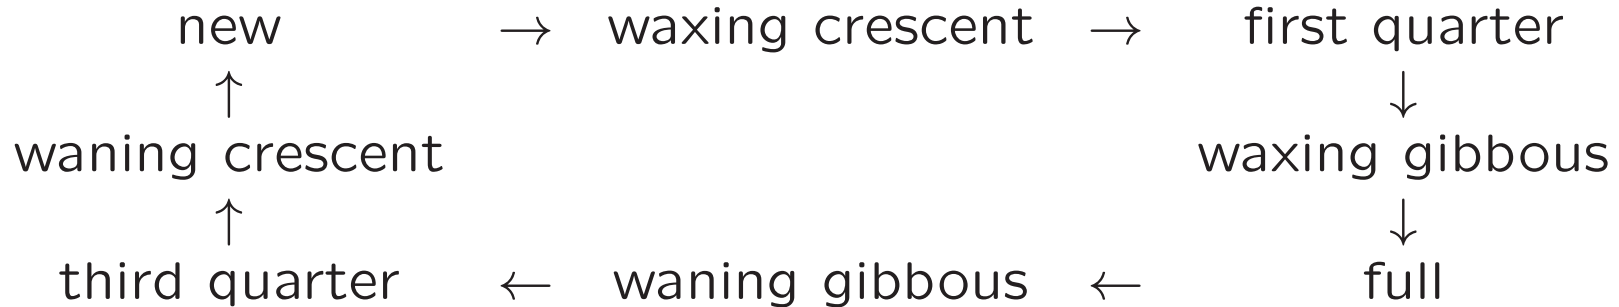 new → waxing crescent → first quarter
↑ ↓
waning crescent waxing gibbous
↑ ↓
third quarter ← waning gibbous ← full